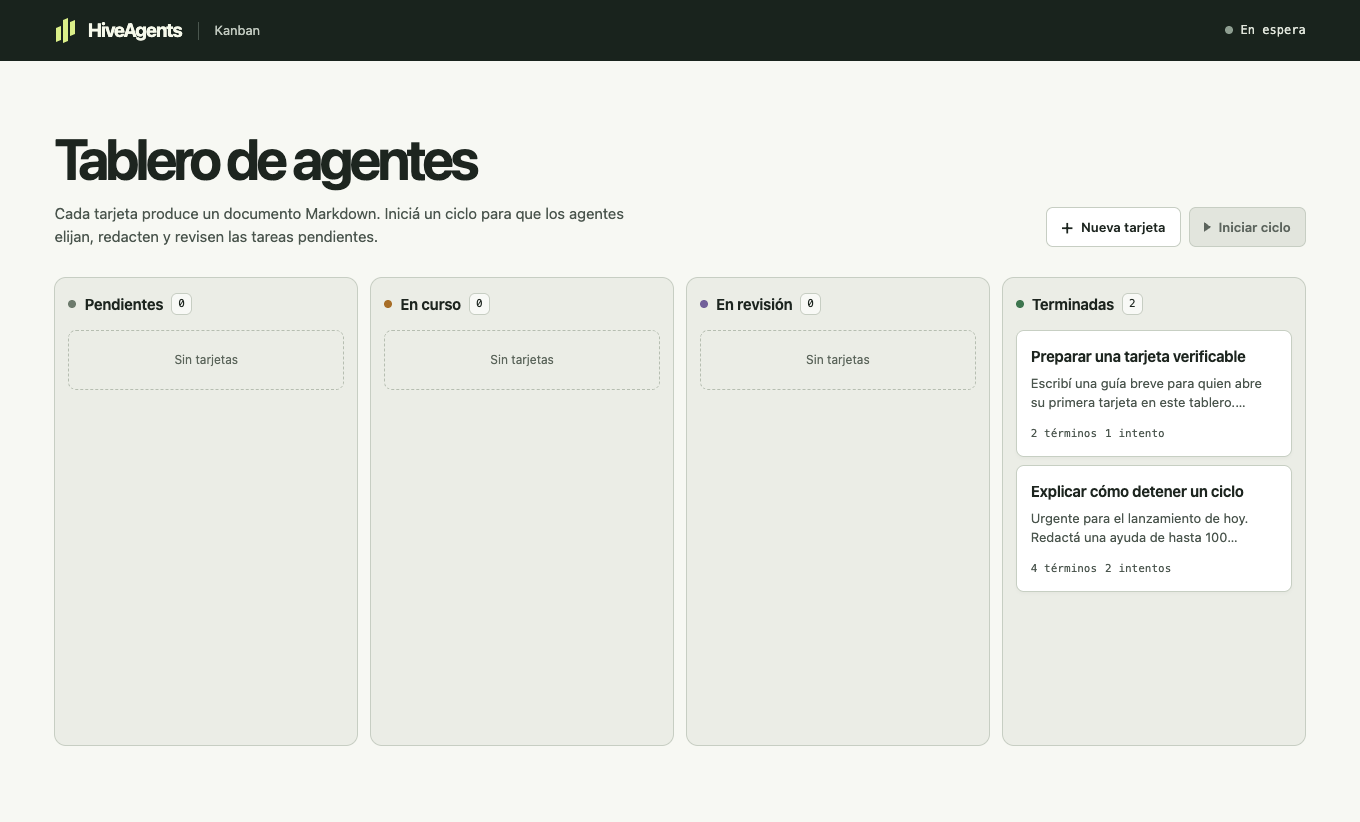 HiveAgents
Kanban
En espera
Tablero de agentes
Cada tarjeta produce un documento Markdown. Iniciá un ciclo para que los agentes
elijan, redacten y revisen las tareas pendientes.
Nueva tarjeta
Iniciar ciclo
Pendientes 0
Sin tarjetas
En curso 0
Sin tarjetas
En revisión 0
Sin tarjetas
Terminadas 2
Preparar una tarjeta verificable
Escribí una guía breve para quien abre
su primera tarjeta en este tablero.…
2 términos 1 intento
Explicar cómo detener un ciclo
Urgente para el lanzamiento de hoy.
Redactá una ayuda de hasta 100…
4 términos 2 intentos